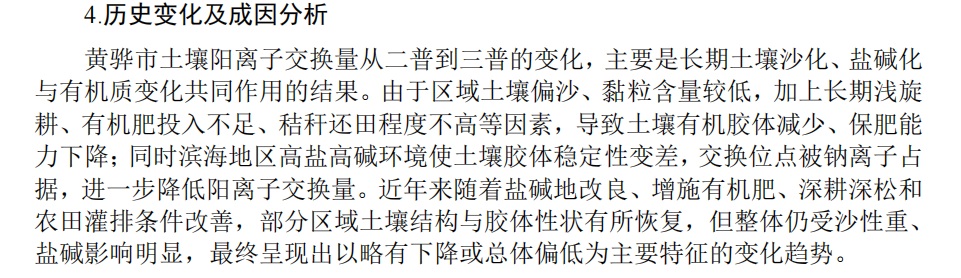 4.历史变化及成因分析
黄骅市土壤阳离子交换量从二普到三普的变化，主要是长期土壤沙化、盐碱化
与有机质变化共同作用的结果。由于区域土壤偏沙、黏粒含量较低，加上长期浅旋
耕、有机肥投入不足、秸秆还田程度不高等因素，导致土壤有机胶体减少、保肥能
力下降；同时滨海地区高盐高碱环境使土壤胶体稳定性变差，交换位点被钠离子占
据，进一步降低阳离子交换量。近年来随着盐碱地改良、增施有机肥、深耕深松和
农田灌排条件改善，部分区域土壤结构与胶体性状有所恢复，但整体仍受沙性重、
盐碱影响明显，最终呈现出以略有下降或总体偏低为主要特征的变化趋势。